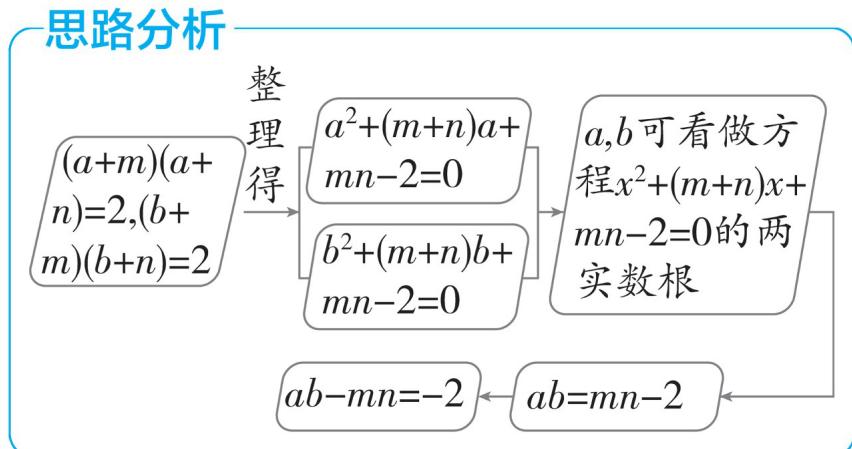 思路分析
(a+m)(a+
n)=2,(b+
m)(b+n)=2
整
理
得
a²+(m+n)a+
mn−2=0
b²+(m+n)b+
mn−2=0
a,b可看做方
程x²+(m+n)x+
mn−2=0的两
实数根
ab=mn−2
ab−mn=−2